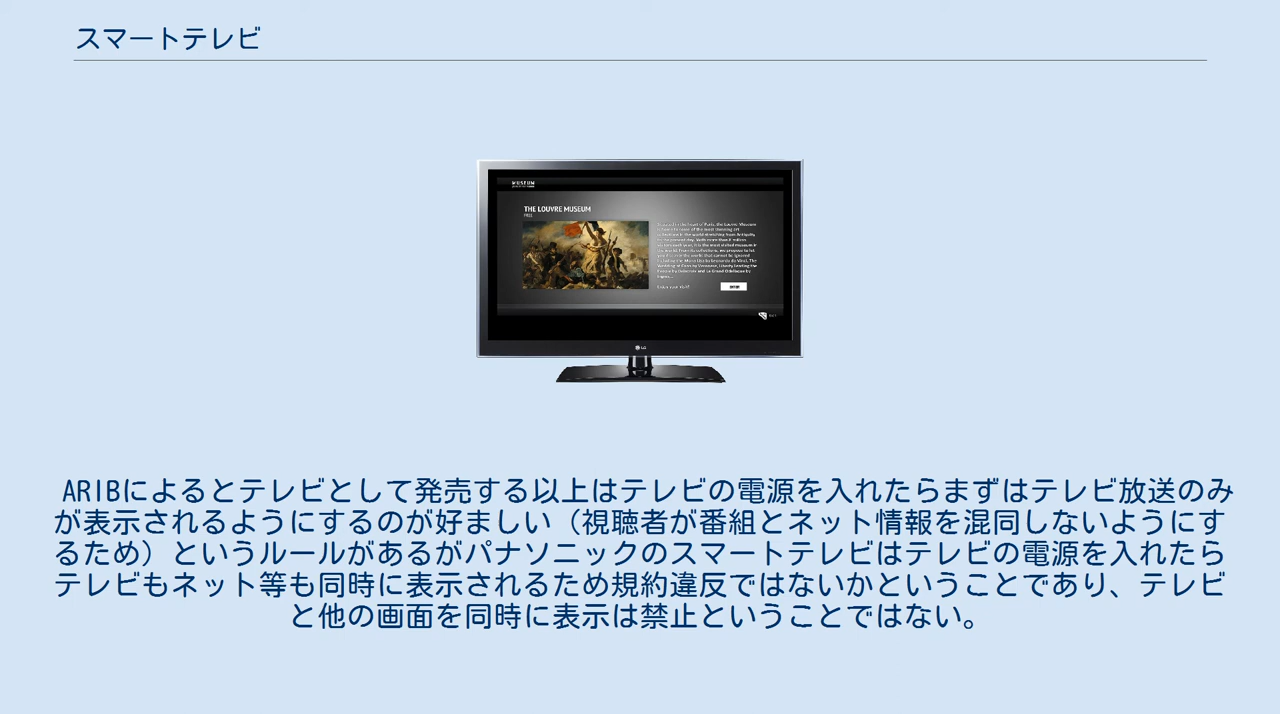 スマートテレビ
MUSEUM
THE LOUVRE MUSEUM
FREE
LG
ARIBによるとテレビとして発売する以上はテレビの電源を入れたらまずはテレビ放送のみ
が表示されるようにするのが好ましい（視聴者が番組とネット情報を混同しないようにす
るため）というルールがあるがパナソニックのスマートテレビはテレビの電源を入れたら
テレビもネット等も同時に表示されるため規約違反ではないかということであり、テレビ
と他の画面を同時に表示は禁止ということではない。